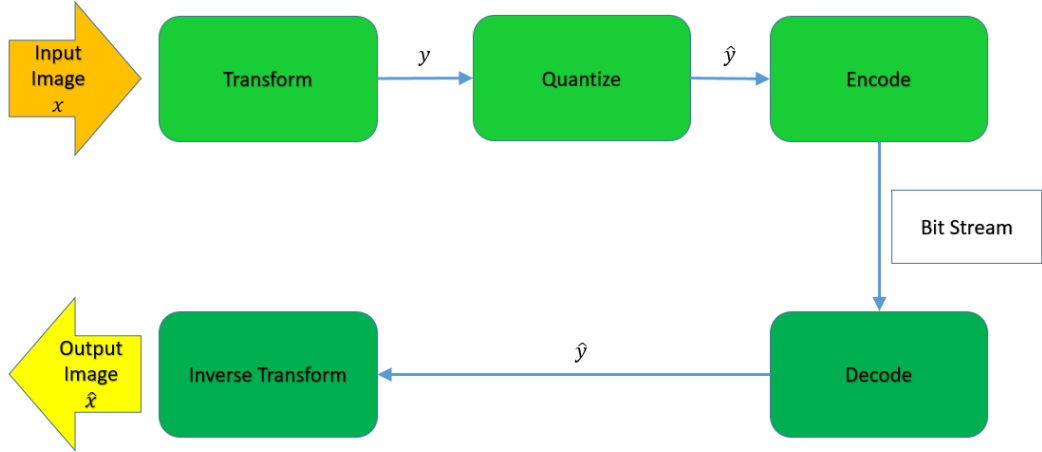 Input
Image
x
Transform
y
Quantize
ŷ
Encode
Bit Stream
Output
Image
x̂
Inverse Transform
ŷ
Decode